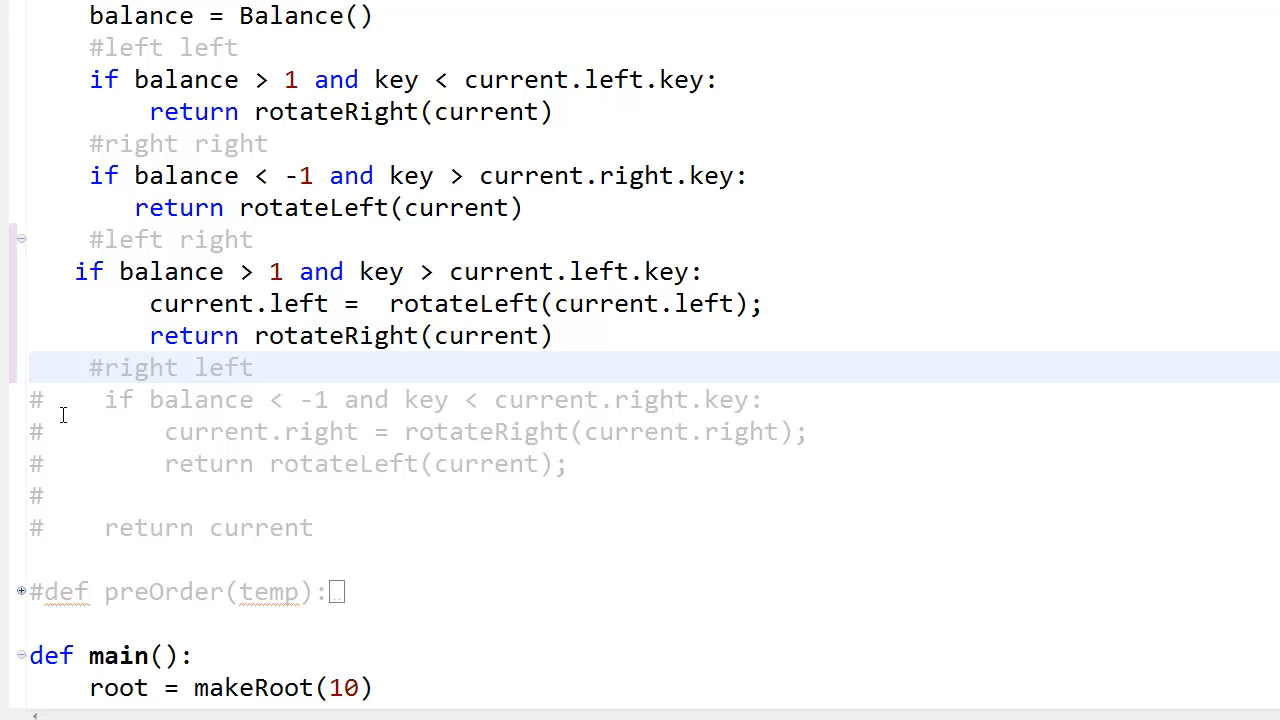 balance = Balance()
    #left left
    if balance > 1 and key < current.left.key:
        return rotateRight(current)
    #right right
    if balance < -1 and key > current.right.key:
       return rotateLeft(current)
    #left right
   if balance > 1 and key > current.left.key:
        current.left =  rotateLeft(current.left);
        return rotateRight(current)
    #right left
#    if balance < -1 and key < current.right.key:
#        current.right = rotateRight(current.right);
#        return rotateLeft(current);
#
#    return current
#def preOrder(temp):..
def main():
    root = makeRoot(10)